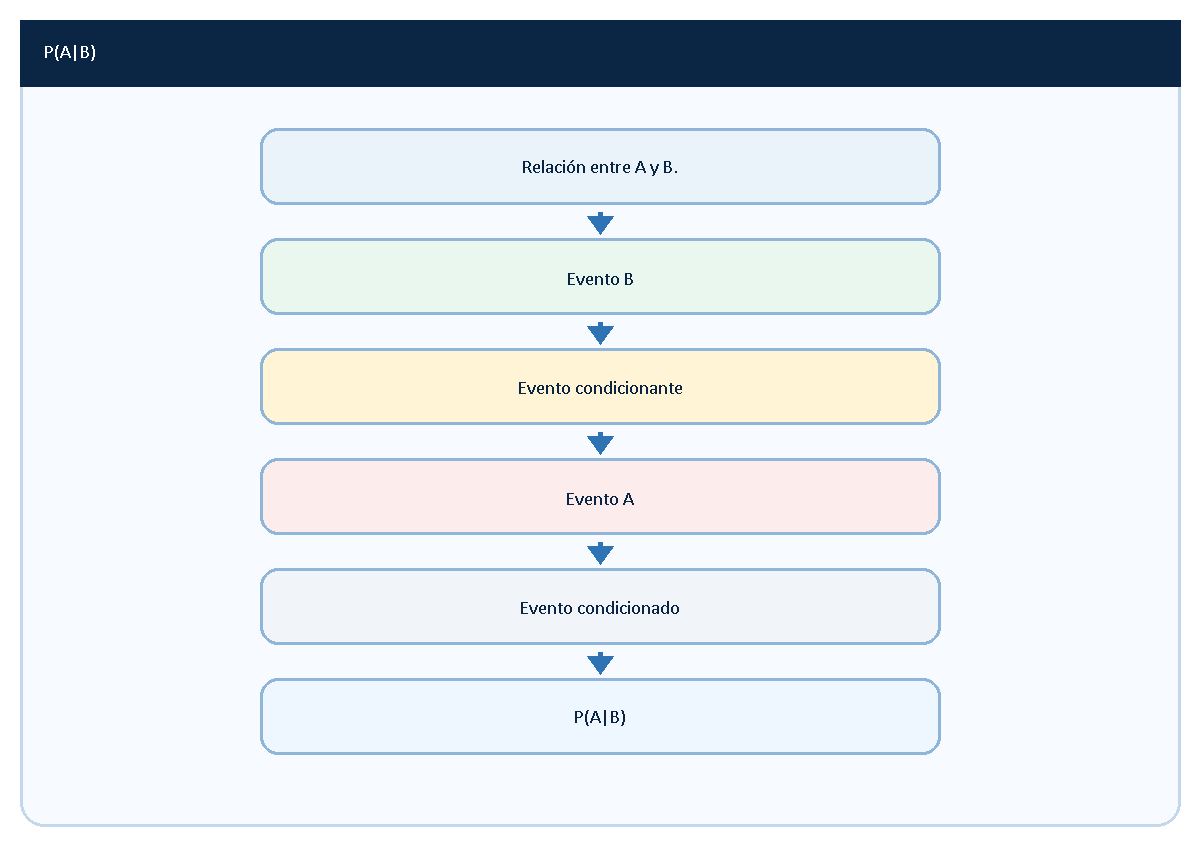 P(A|B)
Relación entre A y B.
Evento B
Evento condicionante
Evento A
Evento condicionado
P(A|B)